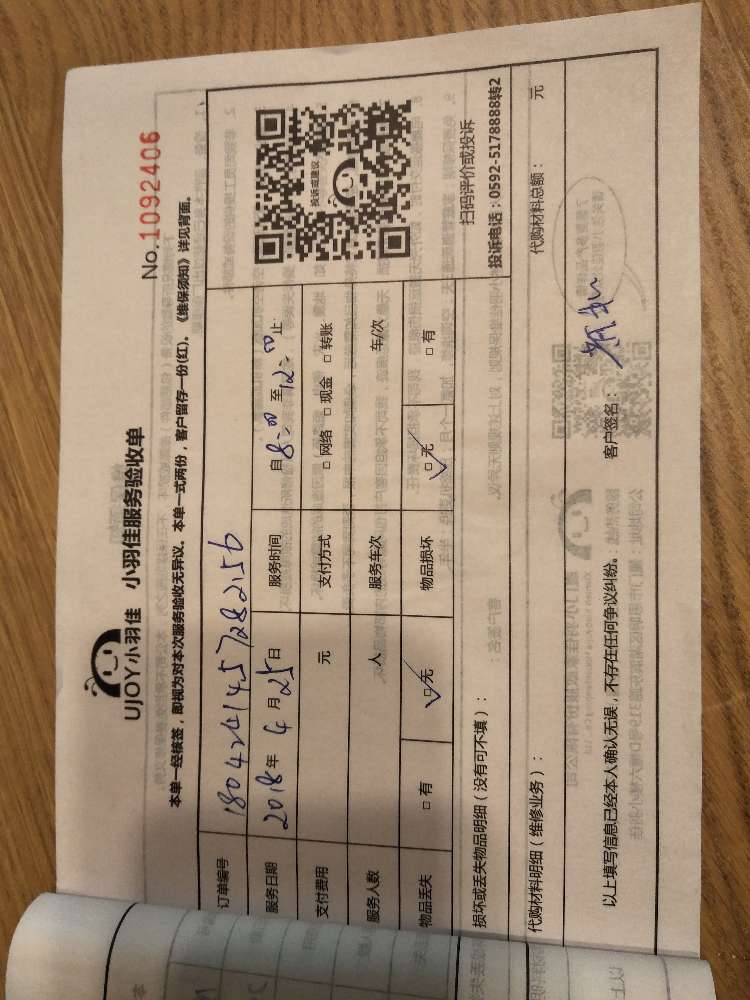 UJOY小羽佳 小羽佳服务验收单
No.1092406
本单一经核签，即视为对本次服务验收无异议。本单一式两份，客户留存一份(红)。《维保须知》详见背面。
订单编号 1804241457282156
服务日期 2018年4月25日 服务时间 自8:00至12:00止
支付费用 元 支付方式 □网络 □现金 □转账
服务人数 人 服务车次 车/次
物品丢失 □有 □无 物品损坏 □无 □有
投诉或建议
扫码评价或投诉
投诉电话：0592-5178888转2
损坏或丢失物品明细（没有可不填）：
代购材料明细（维修业务）： 代购材料总额： 元
以上填写信息已经本人确认无误，不存在任何争议纠纷。 客户签名：